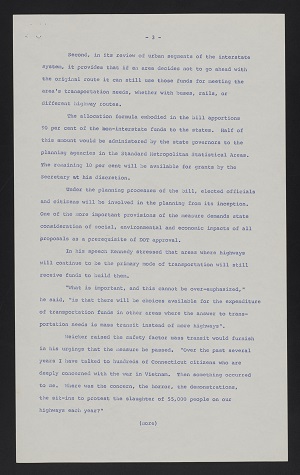 - 3 -
Second, in its review of urban segments of the interstate
system, it provides that if an area decides not to go ahead with
the original route it can still use those funds for meeting the
area's transportation needs, whether with buses, rails, or
different highway routes.
The allocation formula embodied in the bill apportions
90 per cent of the non-interstate funds to the states. Half of
this amount would be administered by the state governors to the
planning agencies in the Standard Metropolitan Statistical Areas.
The remaining 10 per cent will be available for grants by the
Secretary at his discretion.
Under the planning processes of the bill, elected officials
and citizens will be involved in the planning from its inception.
One of the more important provisions of the measure demands state
consideration of social, environmental and economic impacts of all
proposals as a prerequisite of DOT approval.
In his speech Kennedy stressed that areas where highways
will continue to be the primary mode of transportation will still
receive funds to build them.
"What is important, and this cannot be over-emphasized,"
he said, "is that there will be choices available for the expenditure
of transportation funds in other areas where the answer to trans-
portation needs is mass transit instead of more highways".
Weicker raised the safety factor mass transit would furnish
in his urgings that the measure be passed. "Over the past several
years I have talked to hundreds of Connecticut citizens who are
deeply concerned with the war in Vietnam. Then something occurred
to me. Where was the concern, the horror, the demonstrations,
the sit-ins to protest the slaughter of 55,000 people on our
highways each year?"
(more)